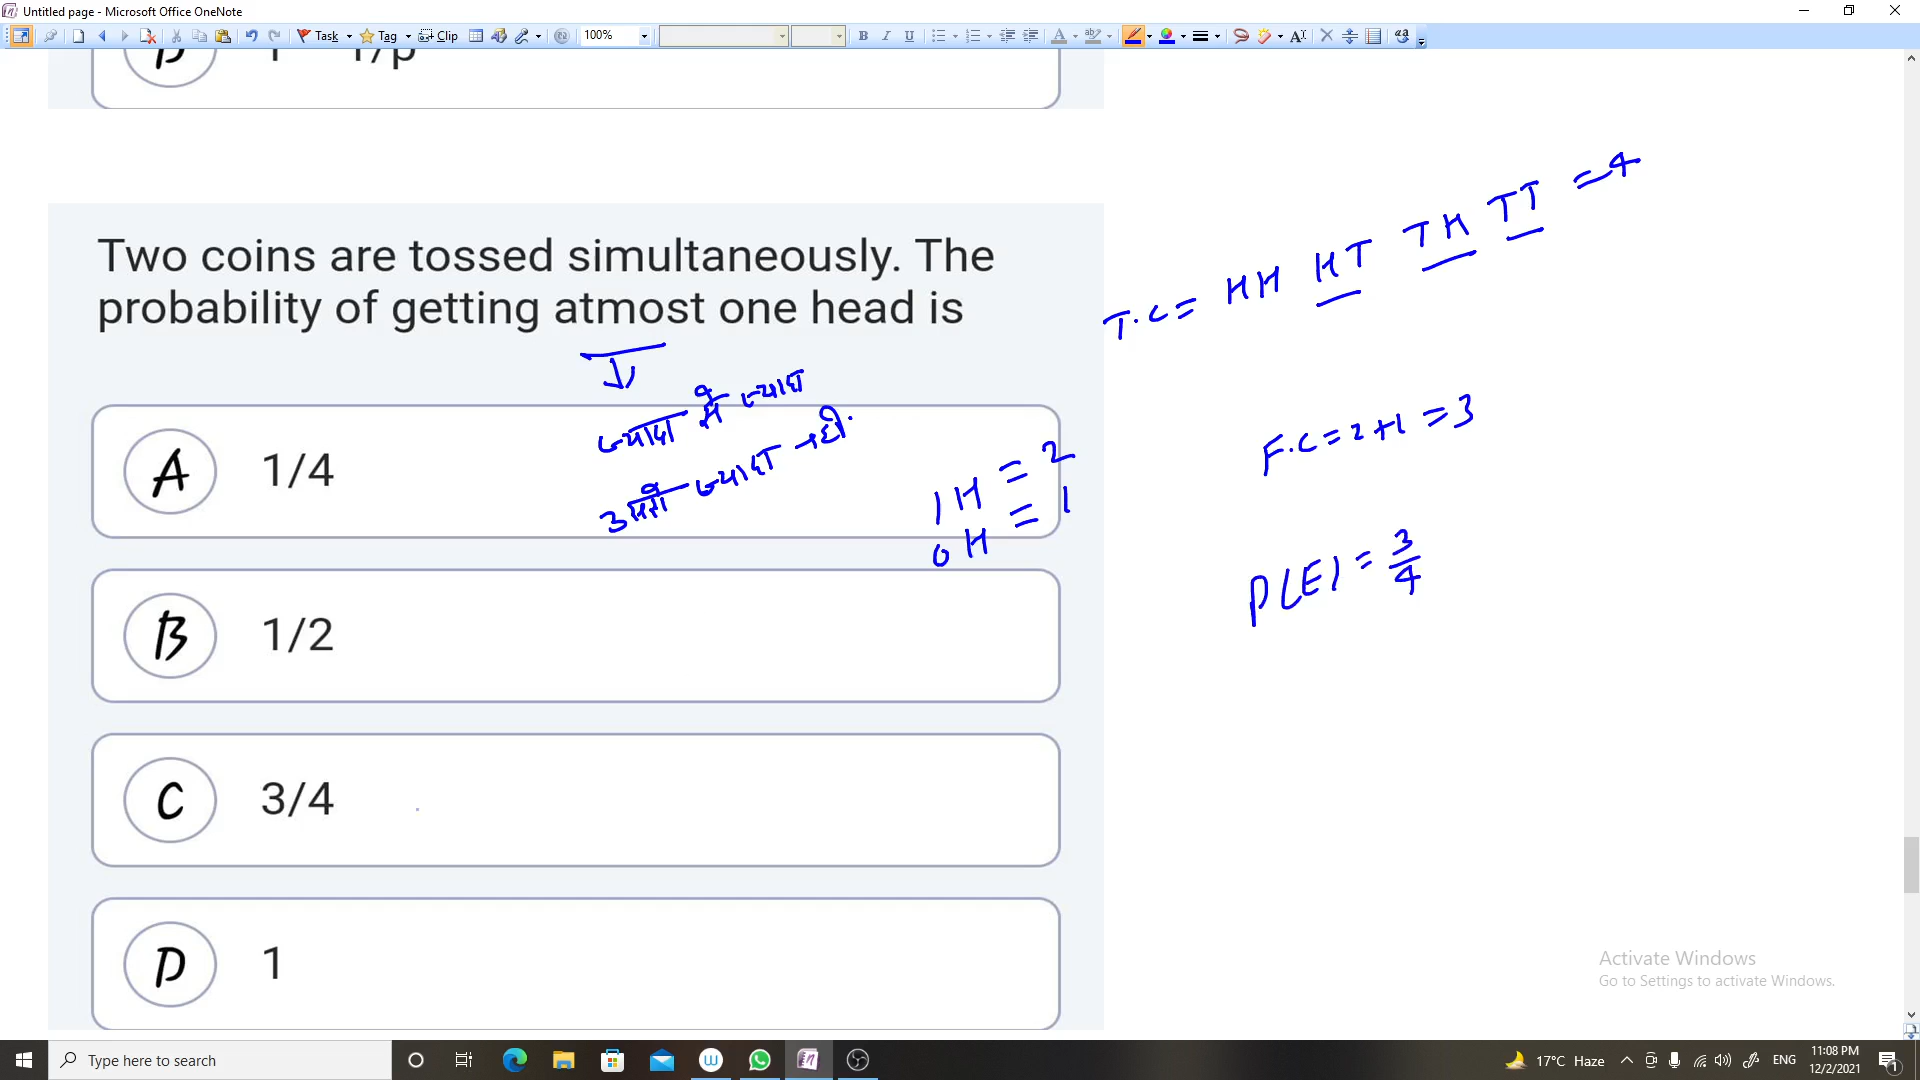 Untitled page - Microsoft Office OneNote
Task Tag Clip 100% B I U
Two coins are tossed simultaneously. The
probability of getting atmost one head is
A 1/4
B 1/2
C 3/4
D 1
ज्यादा से ज्यादा
उससे ज्यादा नहीं.
1H = 2
0H = 1
T.C = HH HT TH TT = 4
F.C = 2+1 = 3
P(E) = 3/4
Activate Windows
Go to Settings to activate Windows.
Type here to search
17°C Haze ENG 11:08 PM
12/2/2021